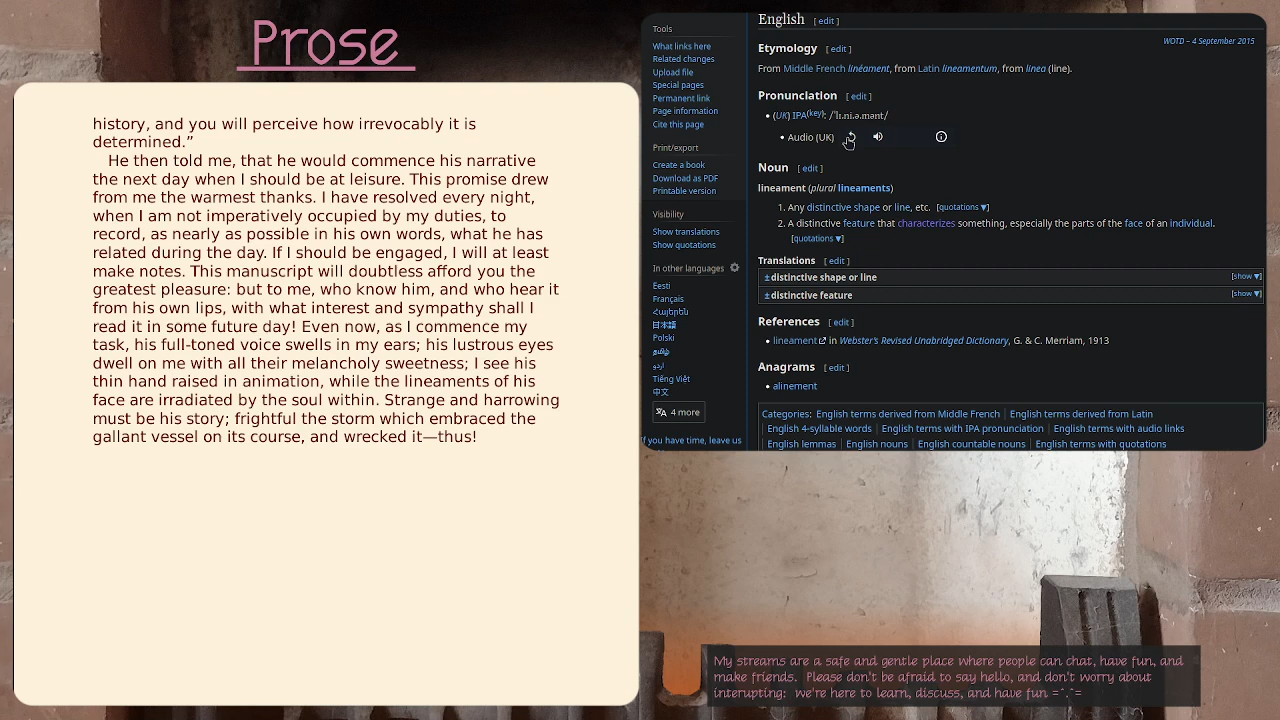 Prose
history, and you will perceive how irrevocably it is
determined.”
He then told me, that he would commence his narrative
the next day when I should be at leisure. This promise drew
from me the warmest thanks. I have resolved every night,
when I am not imperatively occupied by my duties, to
record, as nearly as possible in his own words, what he has
related during the day. If I should be engaged, I will at least
make notes. This manuscript will doubtless afford you the
greatest pleasure: but to me, who know him, and who hear it
from his own lips, with what interest and sympathy shall I
read it in some future day! Even now, as I commence my
task, his full-toned voice swells in my ears; his lustrous eyes
dwell on me with all their melancholy sweetness; I see his
thin hand raised in animation, while the lineaments of his
face are irradiated by the soul within. Strange and harrowing
must be his story; frightful the storm which embraced the
gallant vessel on its course, and wrecked it—thus!
Tools
What links here
Related changes
Upload file
Special pages
Permanent link
Page information
Cite this page
Print/export
Create a book
Download as PDF
Printable version
Visibility
Show translations
Show quotations
In other languages
Eesti
Français
Հայերեն
日本語
Polski
தமிழ்
اردو
Tiếng Việt
中文
4 more
If you have time, leave us
English [ edit ]
WOTD – 4 September 2015
Etymology [ edit ]
From Middle French linéament, from Latin lineamentum, from linea (line).
Pronunciation [ edit ]
• (UK) IPA(key): /ˈlɪ.ni.ə.mənt/
• Audio (UK)
Noun [ edit ]
lineament (plural lineaments)
1. Any distinctive shape or line, etc. [quotations ▼]
2. A distinctive feature that characterizes something, especially the parts of the face of an individual.
[quotations ▼]
Translations [ edit ]
± distinctive shape or line [show ▼]
± distinctive feature [show ▼]
References [ edit ]
• lineament in Webster’s Revised Unabridged Dictionary, G. & C. Merriam, 1913
Anagrams [ edit ]
• alinement
Categories: English terms derived from Middle French | English terms derived from Latin
English 4-syllable words | English terms with IPA pronunciation | English terms with audio links
English lemmas | English nouns | English countable nouns | English terms with quotations
My streams are a safe and gentle place where people can chat, have fun, and
make friends. Please don't be afraid to say hello, and don't worry about
interupting: we're here to learn, discuss, and have fun =^.^=